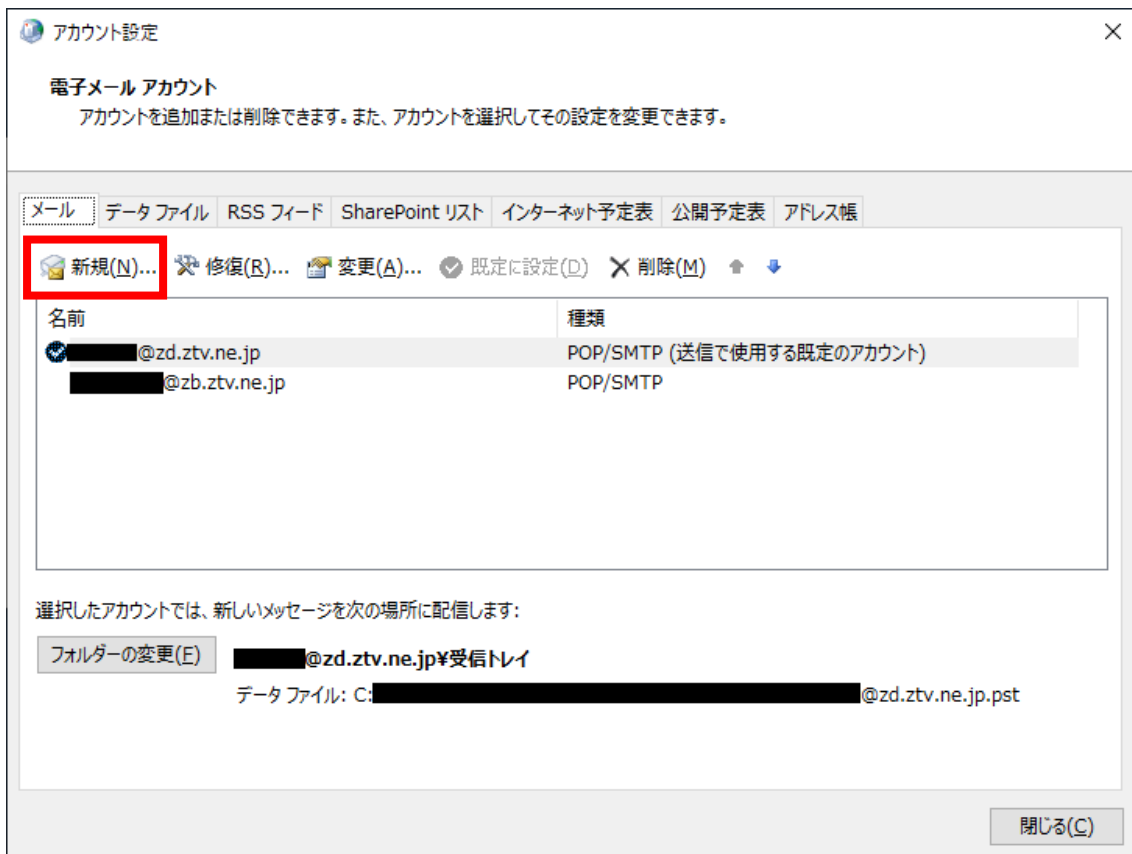 アカウント設定
電子メール アカウント
アカウントを追加または削除できます。また、アカウントを選択してその設定を変更できます。
メール データ ファイル RSS フィード SharePoint リスト インターネット予定表 公開予定表 アドレス帳
新規(N)... 修復(R)... 変更(A)... 既定に設定(D) 削除(M)
名前 種類
@zd.ztv.ne.jp POP/SMTP (送信で使用する既定のアカウント)
@zb.ztv.ne.jp POP/SMTP
選択したアカウントでは、新しいメッセージを次の場所に配信します:
フォルダーの変更(F) @zd.ztv.ne.jp¥受信トレイ
データ ファイル: C: @zd.ztv.ne.jp.pst
閉じる(C)